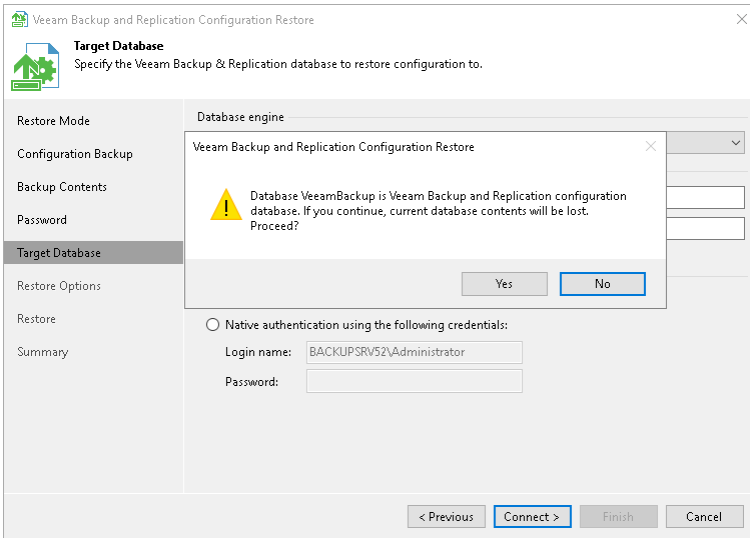 Veeam Backup and Replication Configuration Restore
Target Database
Specify the Veeam Backup & Replication database to restore configuration to.
Restore Mode
Configuration Backup
Backup Contents
Password
Target Database
Restore Options
Restore
Summary
Database engine
Veeam Backup and Replication Configuration Restore
Database VeeamBackup is Veeam Backup and Replication configuration
database. If you continue, current database contents will be lost.
Proceed?
Yes
No
Native authentication using the following credentials:
Login name:
BACKUPSRV52\Administrator
Password:
< Previous
Connect >
Finish
Cancel